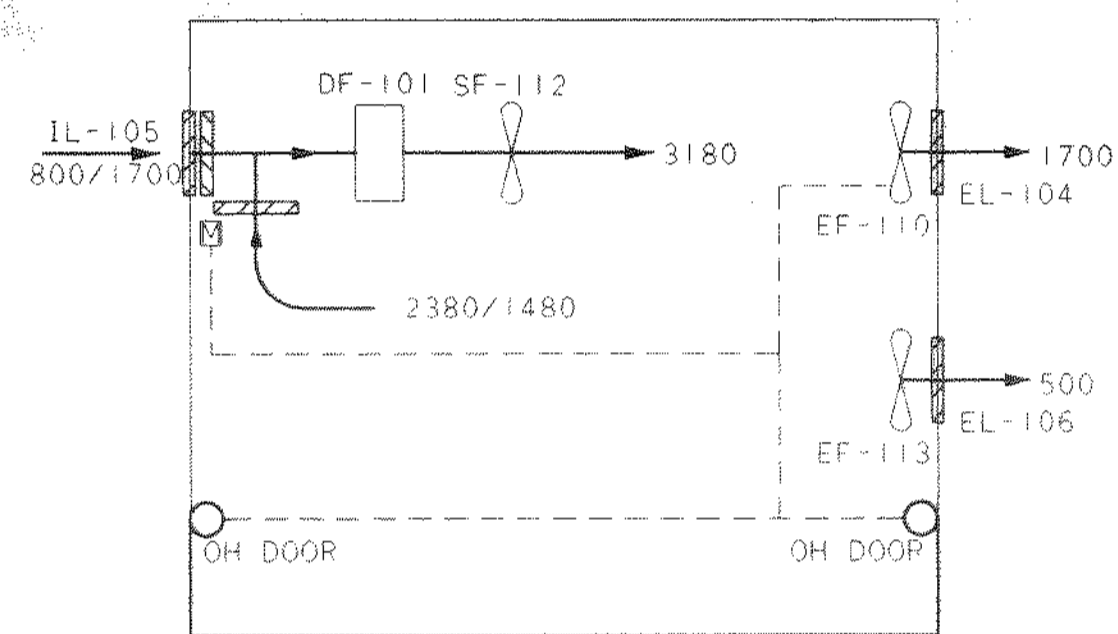 DF-101 SF-112
IL-105
800/1700
3180
1700
EL-104
EF-110
M
2380/1480
500
EL-106
EF-113
OH DOOR
OH DOOR